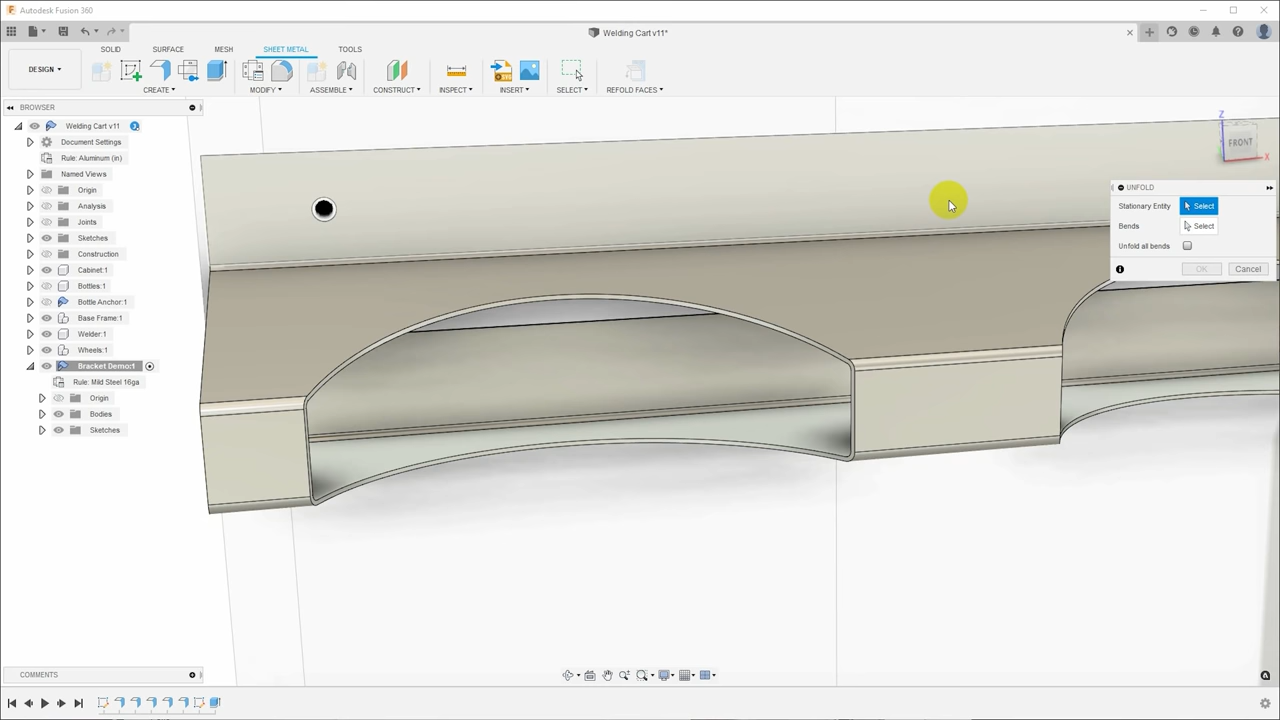 Autodesk Fusion 360
Welding Cart v11*
DESIGN
SOLID SURFACE MESH SHEET METAL TOOLS
CREATE MODIFY ASSEMBLE CONSTRUCT INSPECT INSERT SELECT REFOLD FACES
BROWSER
Welding Cart v11
Document Settings
Rule: Aluminum (in)
Named Views
Origin
Analysis
Joints
Sketches
Construction
Cabinet:1
Bottles:1
Bottle Anchor:1
Base Frame:1
Welder:1
Wheels:1
Bracket Demo:1
Rule: Mild Steel 16ga
Origin
Bodies
Sketches
Z
FRONT
X
UNFOLD
Stationary Entity Select
Bends Select
Unfold all bends
OK Cancel
COMMENTS